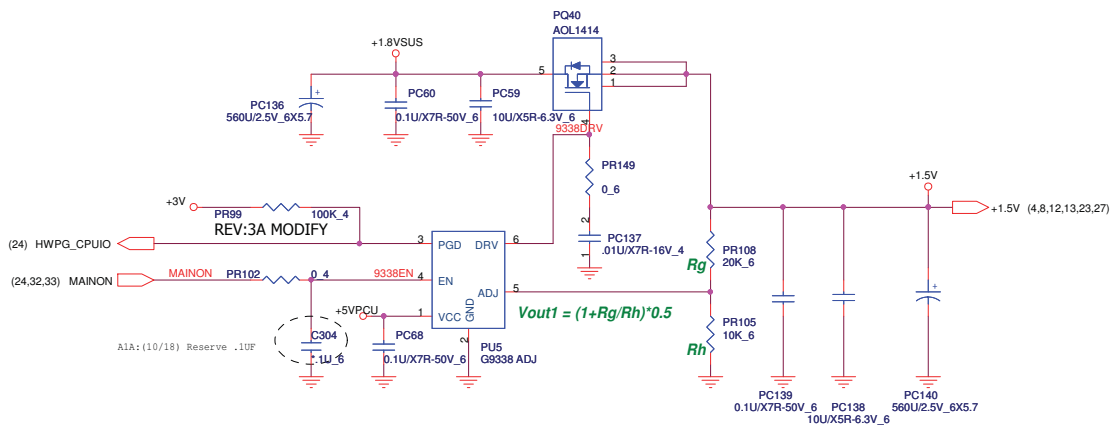 PQ40
AOL1414
+1.8VSUS
5
3
2
1
4
9338DRV
PC136
560U/2.5V_6X5.7
PC60
0.1U/X7R-50V_6
PC59
10U/X5R-6.3V_6
PR149
0_6
+3V
PR99
100K_4
REV:3A MODIFY
2
PC137
.01U/X7R-16V_4
1
+1.5V
+1.5V (4,8,12,13,23,27)
(24) HWPG_CPUIO
3
PGD
DRV
6
Rg
PR108
20K_6
(24,32,33) MAINON
MAINON
PR102
0_4
9338EN
4
EN
ADJ
5
Vout1 = (1+Rg/Rh)*0.5
+5VPCU
1
VCC
GND
2
PR105
10K_6
Rh
A1A:(10/18) Reserve .1UF
C304
*.1U_6
PC68
0.1U/X7R-50V_6
PU5
G9338 ADJ
PC139
0.1U/X7R-50V_6
PC138
10U/X5R-6.3V_6
PC140
560U/2.5V_6X5.7